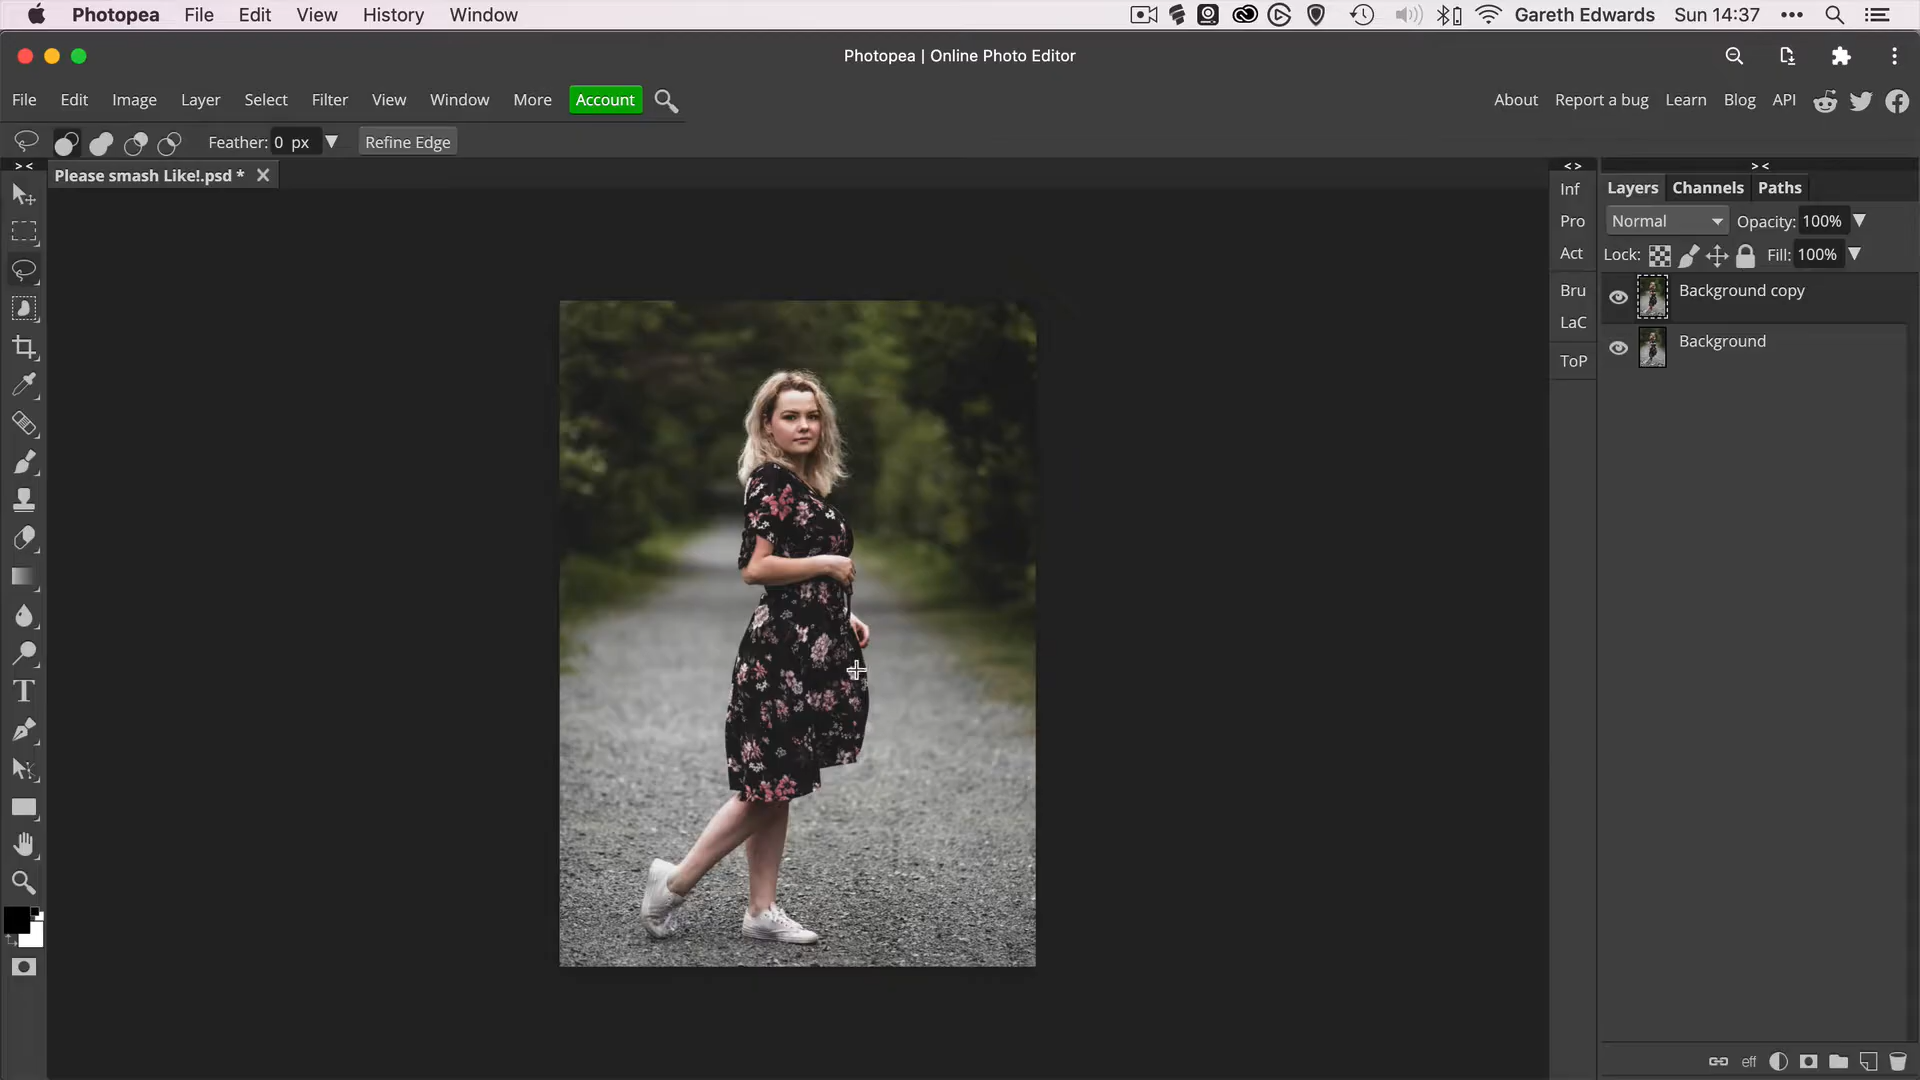 Photopea File Edit View History Window Gareth Edwards Sun 14:37
Photopea | Online Photo Editor
File Edit Image Layer Select Filter View Window More Account About Report a bug Learn Blog API
Feather: 0 px Refine Edge
Please smash Like!.psd *
Inf
Pro
Act
Bru
LaC
ToP
Layers Channels Paths
Normal Opacity: 100%
Lock: Fill: 100%
Background copy
Background
eff